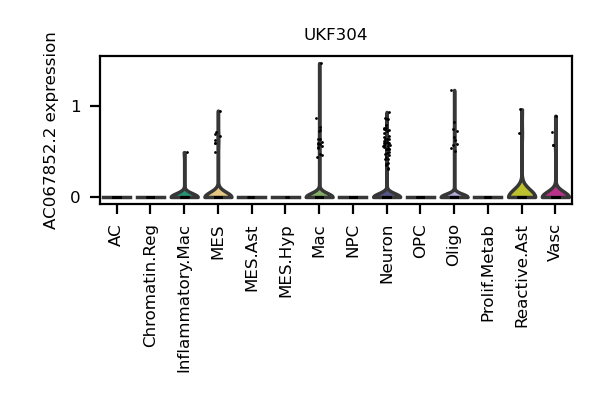 UKF304
AC067852.2 expression
1
0
AC
Chromatin.Reg
Inflammatory.Mac
MES
MES.Ast
MES.Hyp
Mac
NPC
Neuron
OPC
Oligo
Prolif.Metab
Reactive.Ast
Vasc